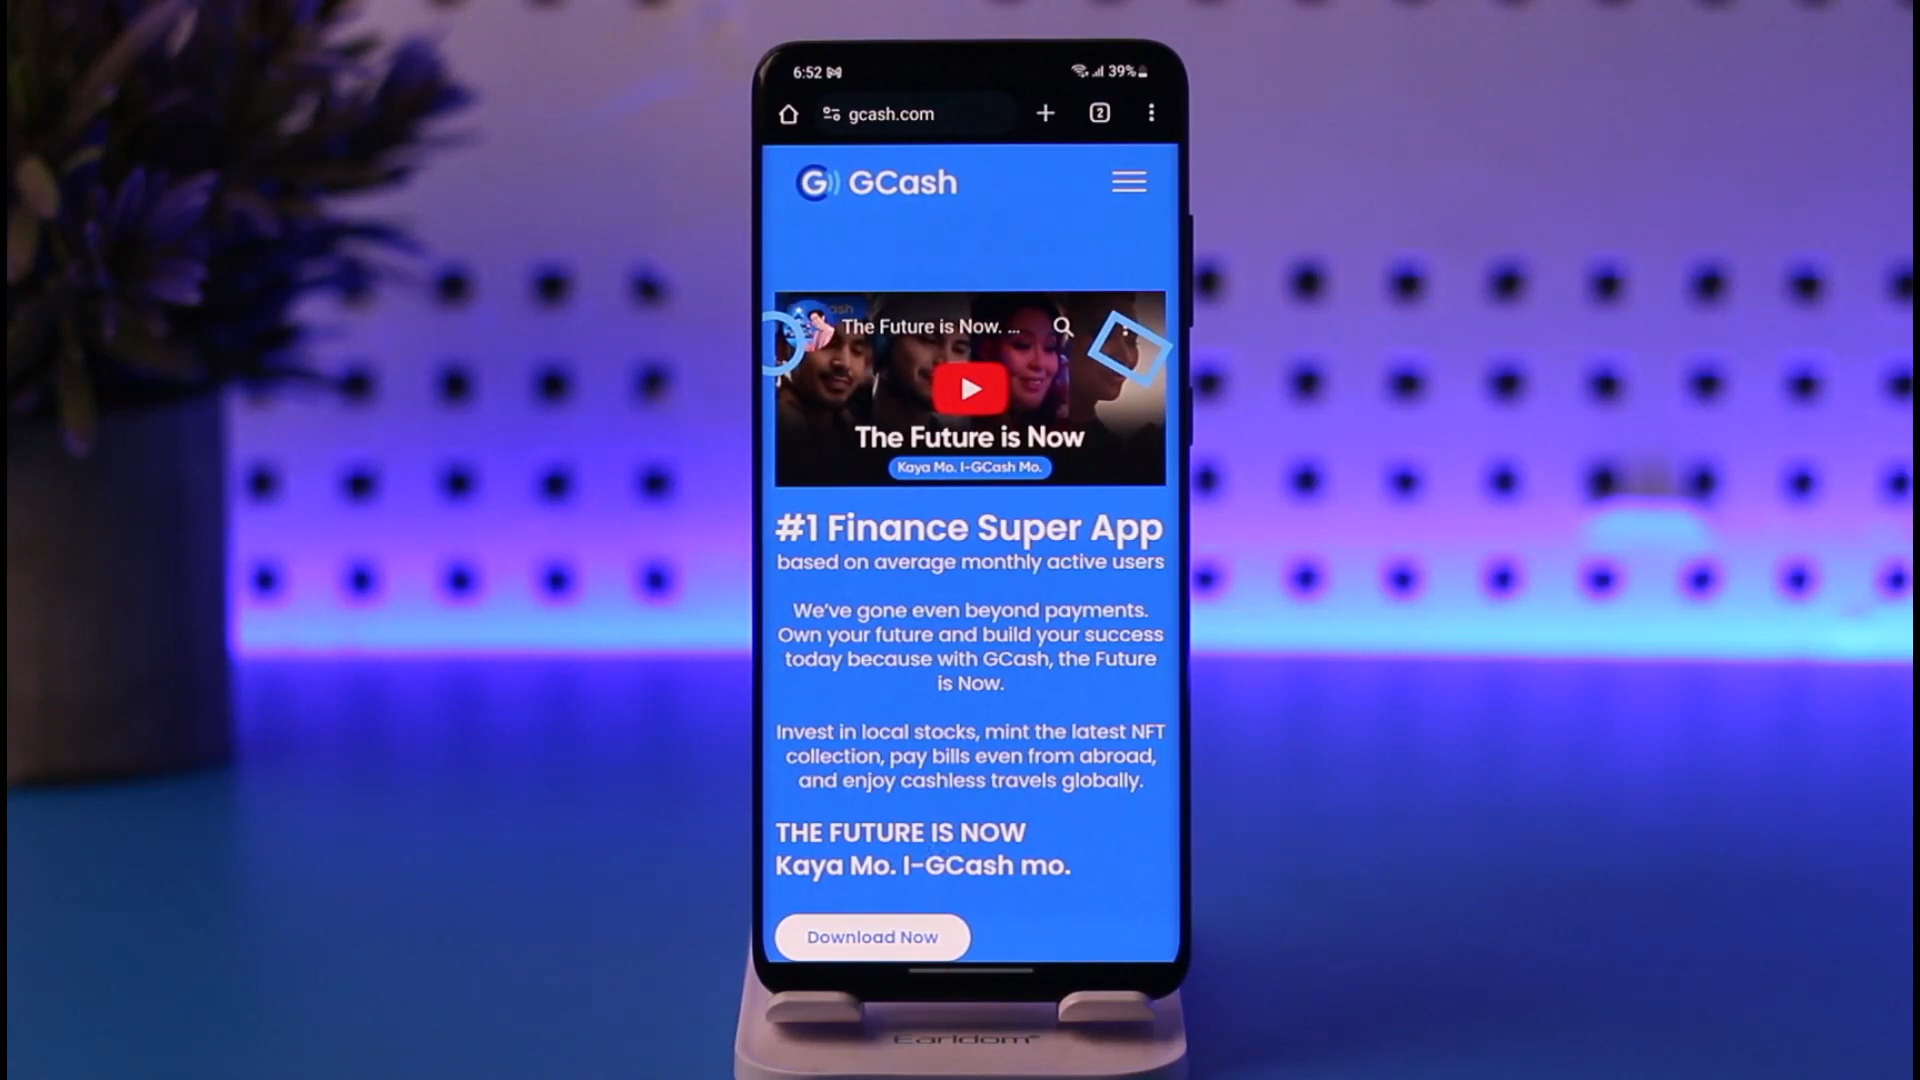 6:52
39%
gcash.com
2
GCash
The Future is Now. ...
The Future is Now
Kaya Mo. I-GCash Mo.
#1 Finance Super App
based on average monthly active users
We've gone even beyond payments.
Own your future and build your success
today because with GCash, the Future
is Now.
Invest in local stocks, mint the latest NFT
collection, pay bills even from abroad,
and enjoy cashless travels globally.
THE FUTURE IS NOW
Kaya Mo. I-GCash mo.
Download Now
Earldom